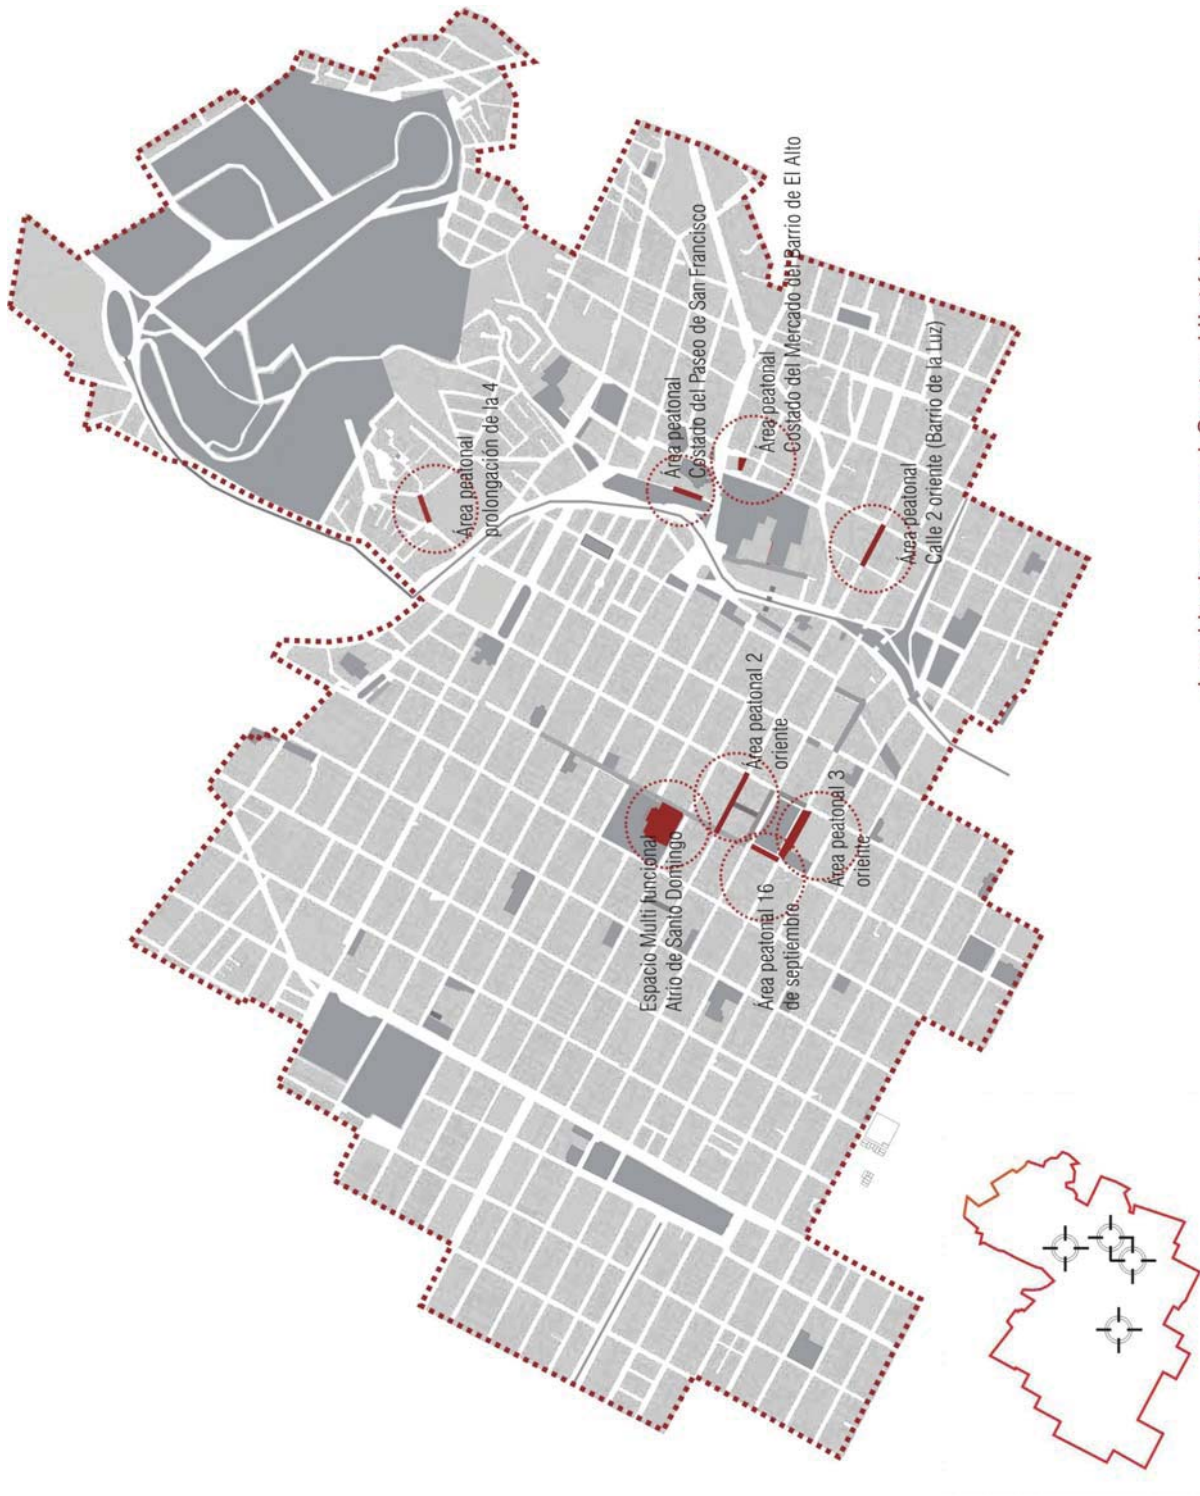 Área peatonal
prolongación de la 4
Área peatonal
Costado del Paseo de San Francisco
Área peatonal
Costado del Mercado del Barrio de El Alto
Área peatonal
Calle 2 oriente (Barrio de la Luz)
Área peatonal 2
oriente
Área peatonal 3
oriente
Espacio Multi funcional
Atrio de Santo Domingo
Área peatonal 16
de septiembre